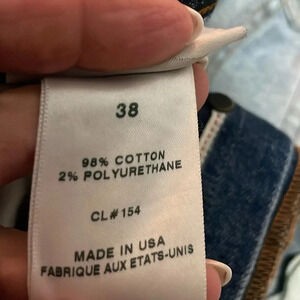 38
98% COTTON
2% POLYURETHANE
CL#154
MADE IN USA
FABRIQUE AUX ETATS-UNIS